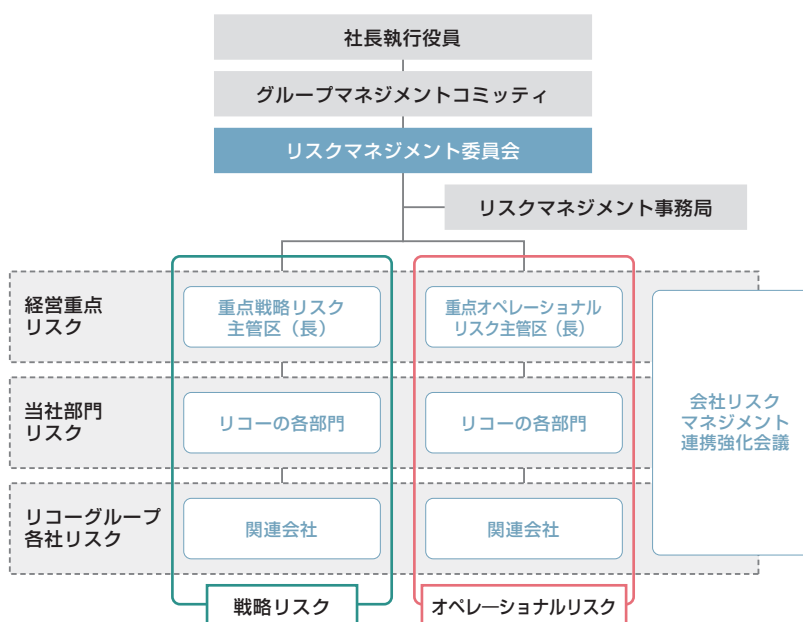 社長執行役員
グループマネジメントコミッティ
リスクマネジメント委員会
リスクマネジメント事務局
経営重点
リスク
重点戦略リスク
主管区（長）
重点オペレーショナル
リスク主管区（長）
当社部門
リスク
リコーの各部門
リコーの各部門
会社リスク
マネジメント
連携強化会議
リコーグループ
各社リスク
関連会社
関連会社
戦略リスク
オペレーショナルリスク